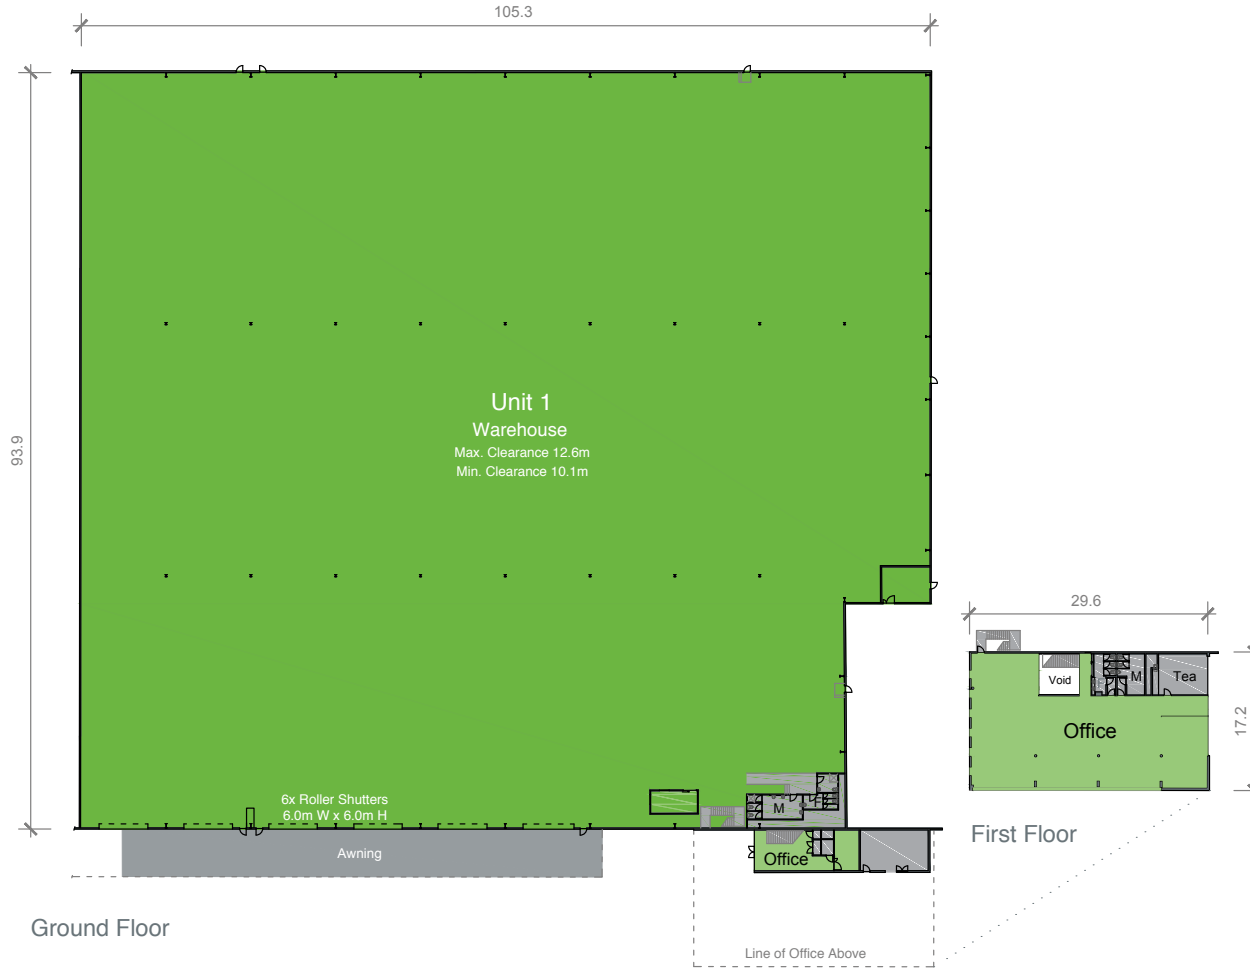 105.3
93.9
Unit 1
Warehouse
Max. Clearance 12.6m
Min. Clearance 10.1m
6x Roller Shutters
6.0m W x 6.0m H
Awning
M
F
Office
Line of Office Above
Ground Floor
29.6
17.2
Void
M
Tea
Office
First Floor